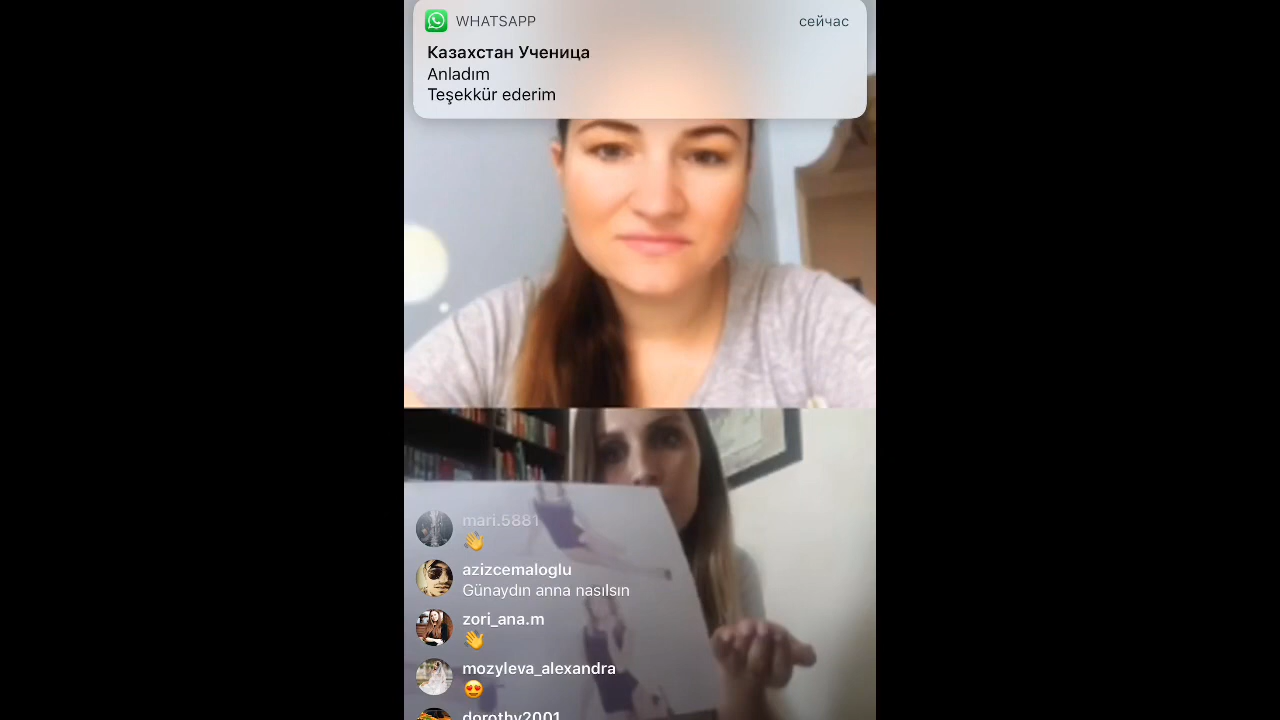 WHATSAPP
сейчас
Казахстан Ученица
Anladım
Teşekkür ederim
mari.5881
👋
azizcemaloglu
Günaydın anna nasılsın
zori_ana.m
👋
mozyleva_alexandra
😍
dorothy2001